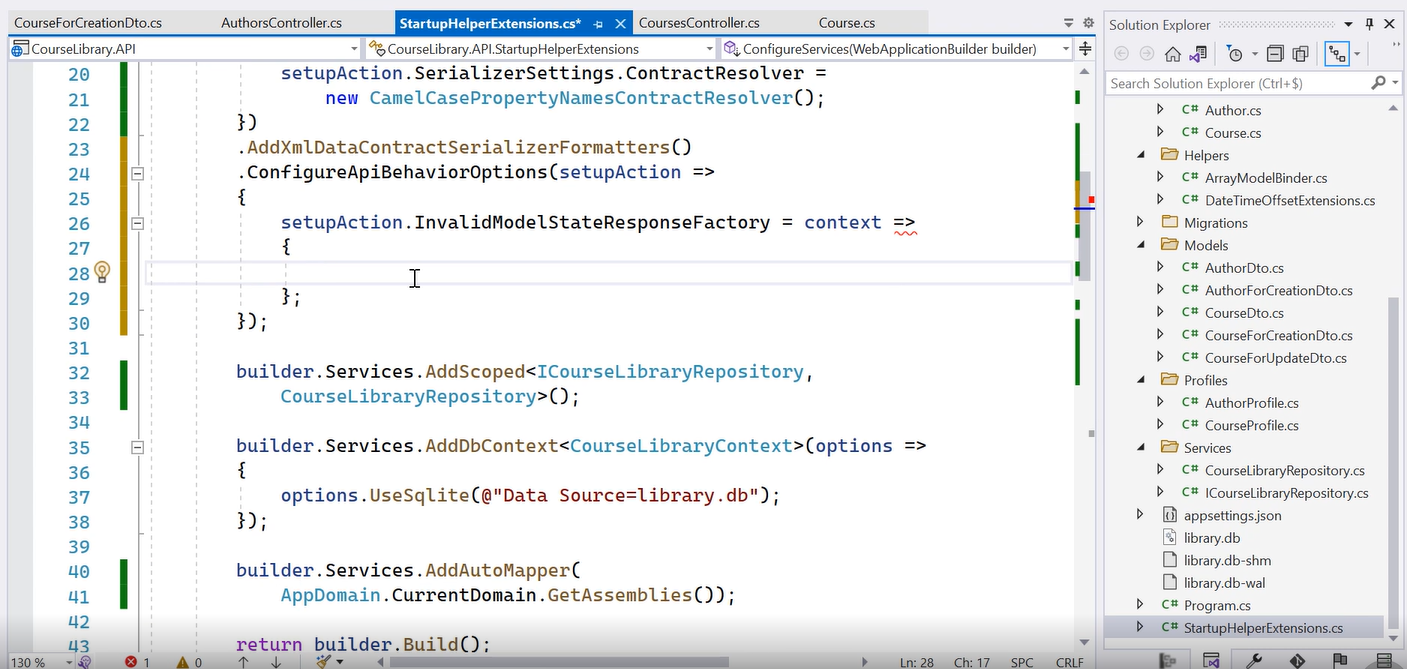 CourseForCreationDto.cs AuthorsController.cs StartupHelperExtensions.cs* CoursesController.cs Course.cs
CourseLibrary.API CourseLibrary.API.StartupHelperExtensions ConfigureServices(WebApplicationBuilder builder)
20 setupAction.SerializerSettings.ContractResolver =
21 new CamelCasePropertyNamesContractResolver();
22 })
23 .AddXmlDataContractSerializerFormatters()
24 .ConfigureApiBehaviorOptions(setupAction =>
25 {
26 setupAction.InvalidModelStateResponseFactory = context =>
27 {
28
29 };
30 });
31
32 builder.Services.AddScoped<ICourseLibraryRepository,
33 CourseLibraryRepository>();
34
35 builder.Services.AddDbContext<CourseLibraryContext>(options =>
36 {
37 options.UseSqlite(@"Data Source=library.db");
38 });
39
40 builder.Services.AddAutoMapper(
41 AppDomain.CurrentDomain.GetAssemblies());
42
43 return builder.Build();
130 % 1 0 Ln: 28 Ch: 17 SPC CRLF
Solution Explorer
Search Solution Explorer (Ctrl+$)
C# Author.cs
C# Course.cs
Helpers
C# ArrayModelBinder.cs
C# DateTimeOffsetExtensions.cs
Migrations
Models
C# AuthorDto.cs
C# AuthorForCreationDto.cs
C# CourseDto.cs
C# CourseForCreationDto.cs
C# CourseForUpdateDto.cs
Profiles
C# AuthorProfile.cs
C# CourseProfile.cs
Services
C# CourseLibraryRepository.cs
C# ICourseLibraryRepository.cs
appsettings.json
library.db
library.db-shm
library.db-wal
C# Program.cs
C# StartupHelperExtensions.cs